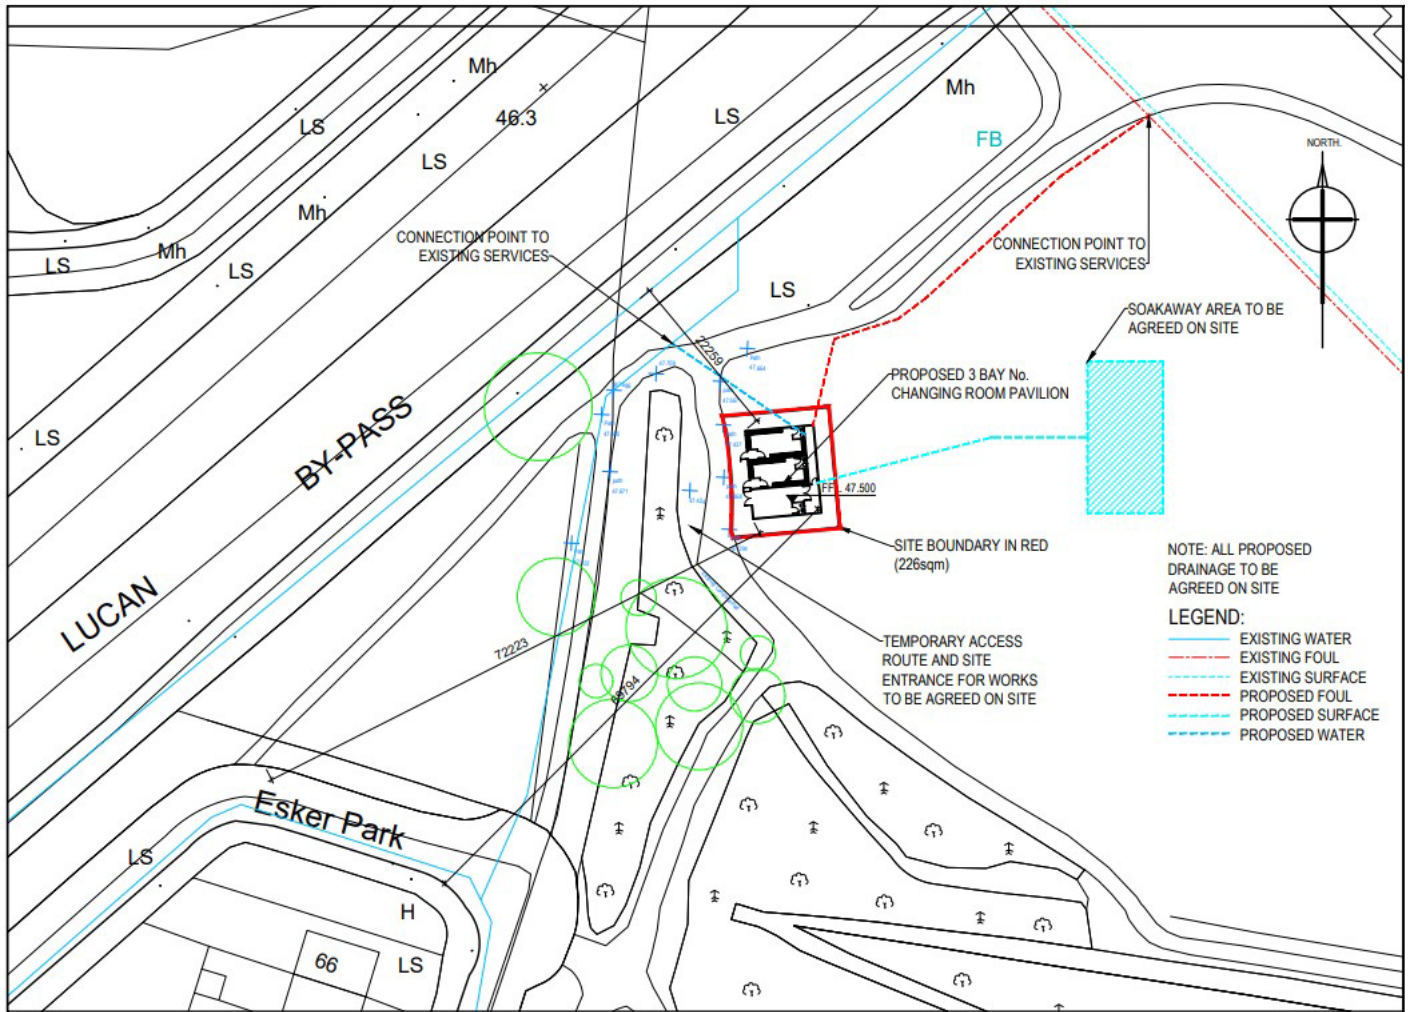 Mh
46.3
LS
LS
LS
Mh
Mh
LS
LS
Mh
FB
NORTH.
CONNECTION POINT TO
EXISTING SERVICES
CONNECTION POINT TO
EXISTING SERVICES
LS
SOAKAWAY AREA TO BE
AGREED ON SITE
22259
PROPOSED 3 BAY No.
CHANGING ROOM PAVILION
LS
BY-PASS
FFL 47.500
SITE BOUNDARY IN RED
(226sqm)
NOTE: ALL PROPOSED
DRAINAGE TO BE
AGREED ON SITE
LUCAN
LEGEND:
EXISTING WATER
EXISTING FOUL
EXISTING SURFACE
PROPOSED FOUL
PROPOSED SURFACE
PROPOSED WATER
TEMPORARY ACCESS
ROUTE AND SITE
ENTRANCE FOR WORKS
TO BE AGREED ON SITE
72223
69794
Esker Park
LS
H
66
LS